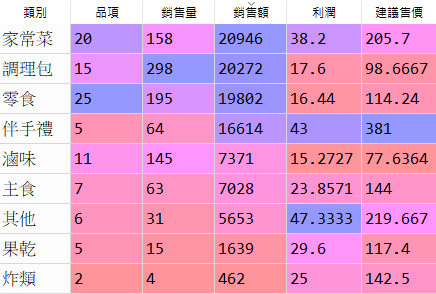 類別 品項 銷售量 銷售額 利潤 建議售價
家常菜 20 158 20946 38.2 205.7
調理包 15 298 20272 17.6 98.6667
零食 25 195 19802 16.44 114.24
伴手禮 5 64 16614 43 381
滷味 11 145 7371 15.2727 77.6364
主食 7 63 7028 23.8571 144
其他 6 31 5653 47.3333 219.667
果乾 5 15 1639 29.6 117.4
炸類 2 4 462 25 142.5